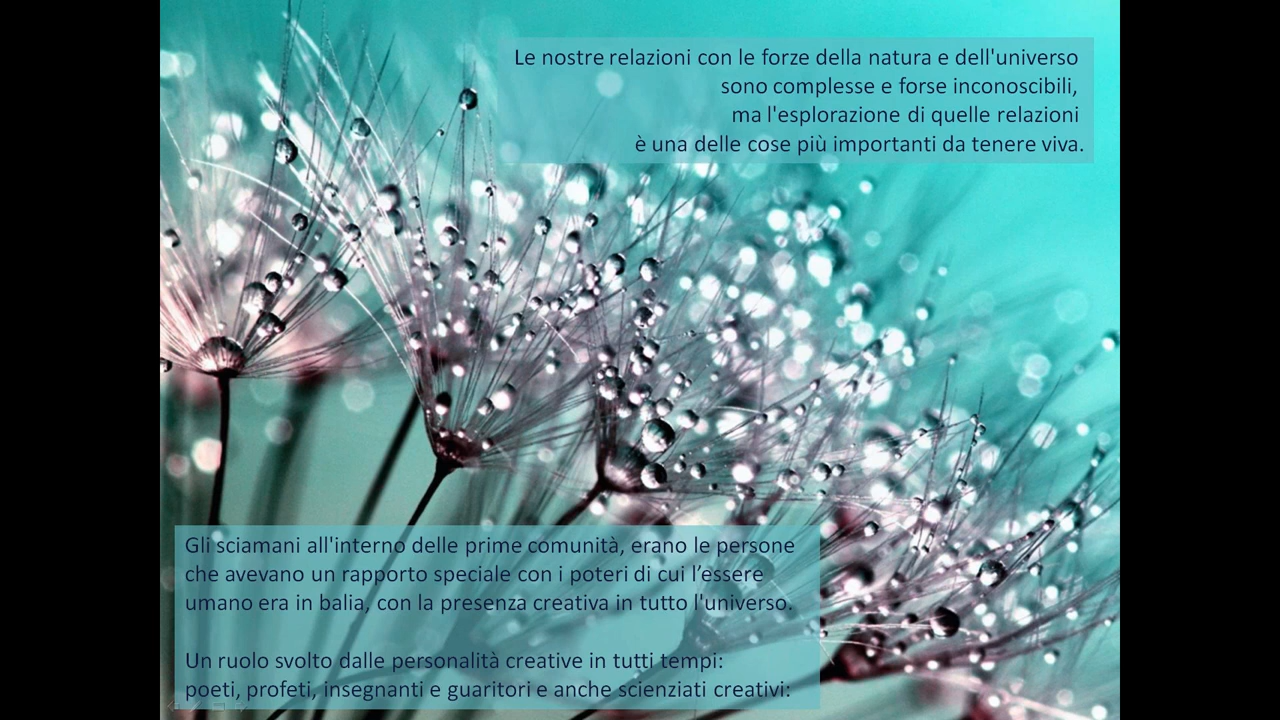 Le nostre relazioni con le forze della natura e dell'universo
sono complesse e forse inconoscibili,
ma l'esplorazione di quelle relazioni
è una delle cose più importanti da tenere viva.
Gli sciamani all'interno delle prime comunità, erano le persone
che avevano un rapporto speciale con i poteri di cui l’essere
umano era in balia, con la presenza creativa in tutto l'universo.
Un ruolo svolto dalle personalità creative in tutti tempi:
poeti, profeti, insegnanti e guaritori e anche scienziati creativi: